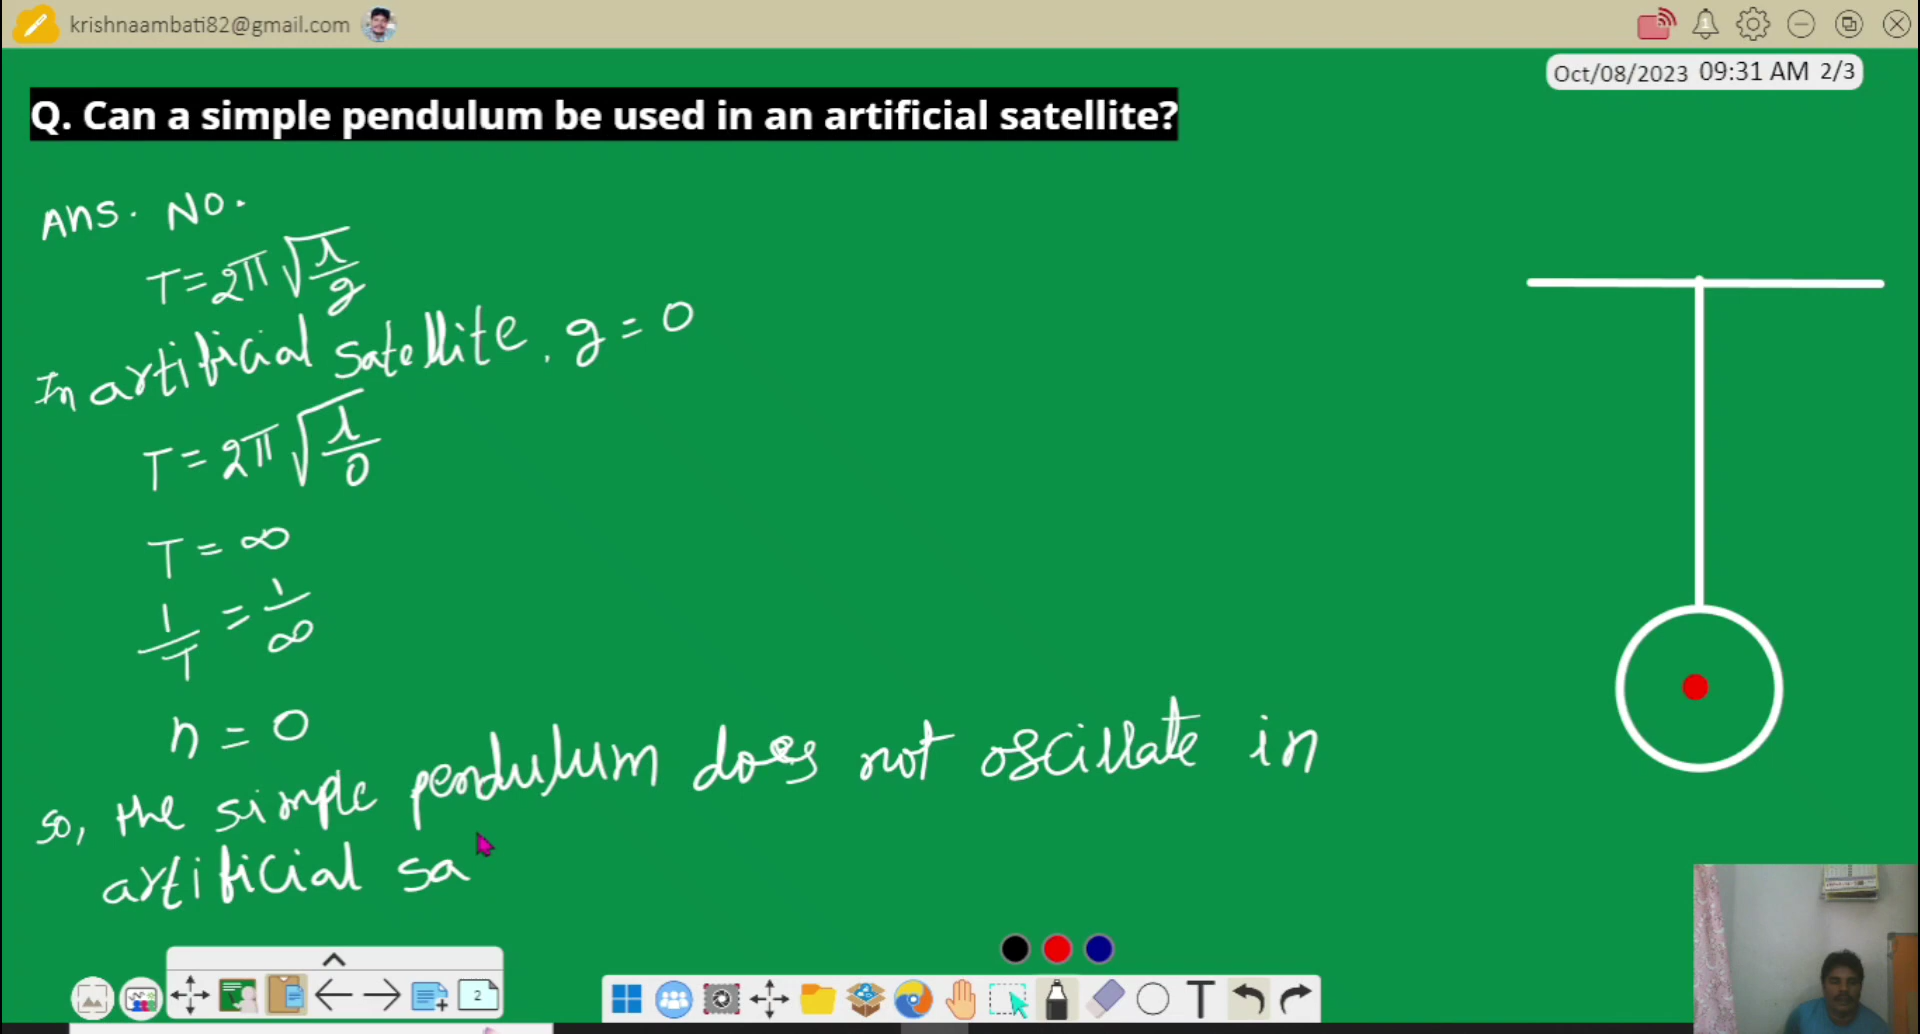 krishnaambati82@gmail.com
Oct/08/2023 09:31 AM 2/3
Q. Can a simple pendulum be used in an artificial satellite?
Ans. No.
T = 2π √(l/g)
In artificial satellite, g = 0
T = 2π √(l/0)
T = ∞
1/T = 1/∞
n = 0
so, the simple pendulum does not oscillate in
artificial sa
2
T